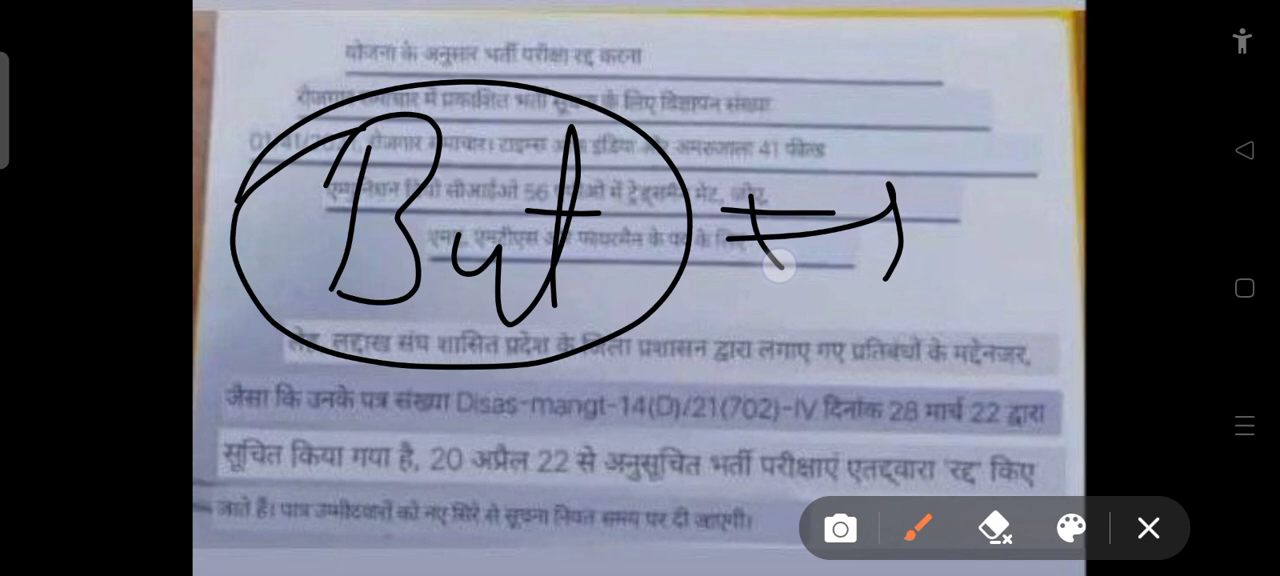 योजना के अनुसार भर्ती परीक्षा रद्द करना
रोजगार समाचार में प्रकाशित भर्ती सूचना के लिए विज्ञापन संख्या
रोजगार समाचार। टाइम्स ऑफ इंडिया और अमरउजाला 41 फील्ड
एम्युनिशन डिपो सीआईओ 56 एपीओ में ट्रेड्समैन मेट, जोए,
एमटीएस और फायरमैन के पद के लिए
But
लेह, लद्दाख संघ शासित प्रदेश के जिला प्रशासन द्वारा लगाए गए प्रतिबंधों के मद्देनजर,
जैसा कि उनके पत्र संख्या Disas-mangt-14(D)/21(702)-IV दिनांक 28 मार्च 22 द्वारा
सूचित किया गया है, 20 अप्रैल 22 से अनुसूचित भर्ती परीक्षाएं एतद्द्वारा 'रद्द' किए
जाते हैं। पात्र उम्मीदवारों को नए सिरे से सूचना नियत समय पर दी जाएगी।